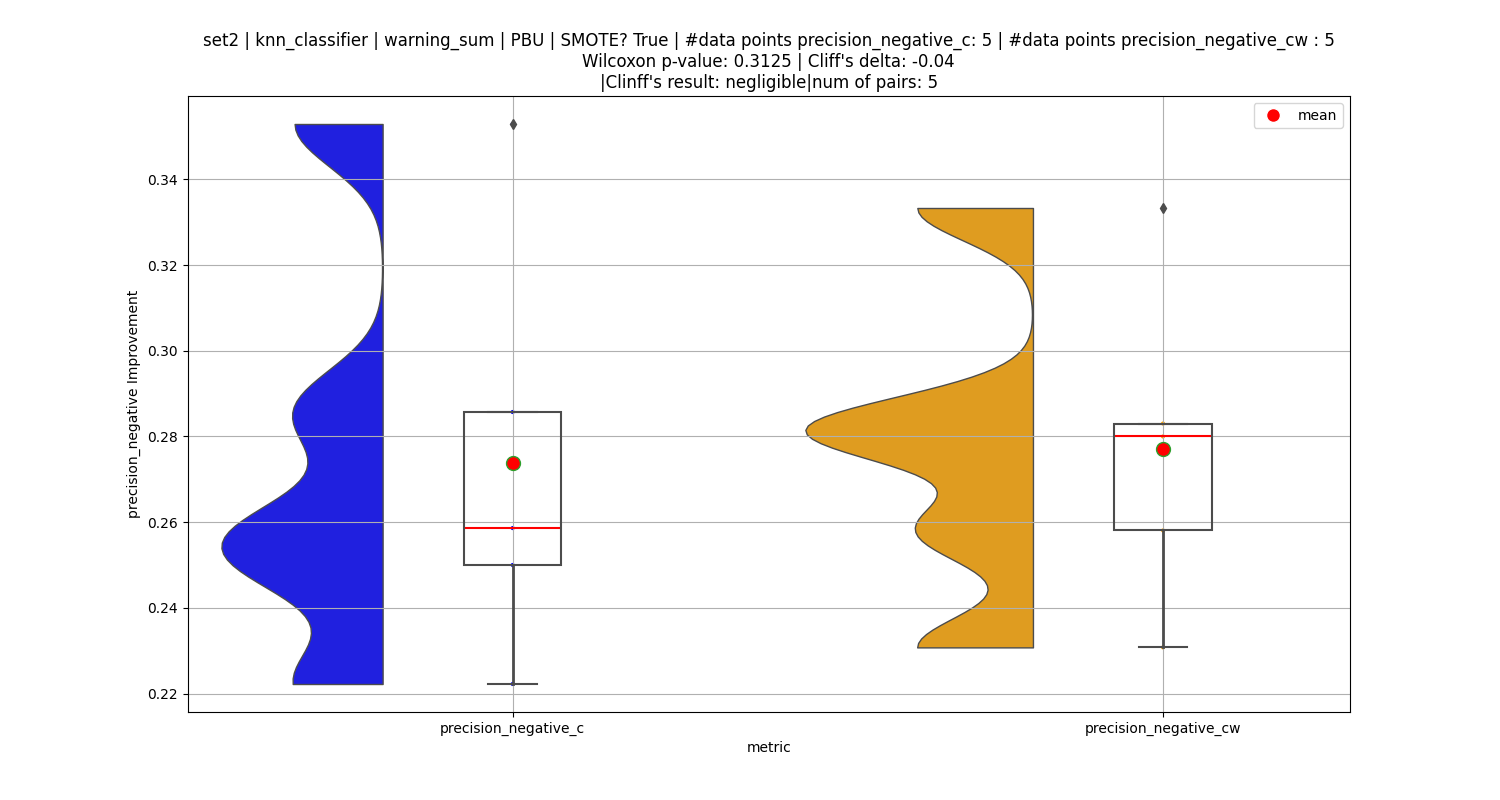 set2 | knn_classifier | warning_sum | PBU | SMOTE? True | #data points precision_negative_c: 5 | #data points precision_negative_cw : 5
Wilcoxon p-value: 0.3125 | Cliff's delta: -0.04
|Clinff's result: negligible|num of pairs: 5
mean
0.34
0.32
0.30
0.28
0.26
0.24
0.22
precision_negative Improvement
precision_negative_c
precision_negative_cw
metric